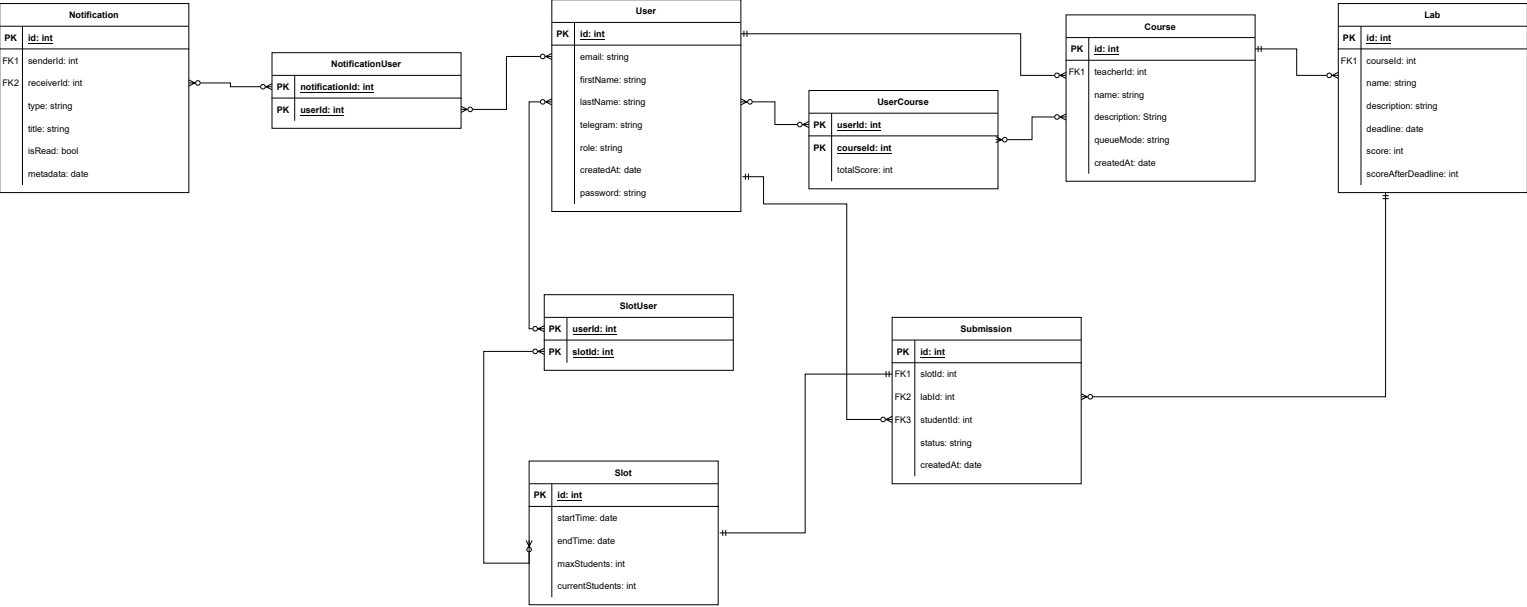 Notification
PK id: int
FK1 senderId: int
FK2 receiverId: int
type: string
title: string
isRead: bool
metadata: date
NotificationUser
PK notificationId: int
PK userId: int
User
PK id: int
email: string
firstName: string
lastName: string
telegram: string
role: string
createdAt: date
password: string
UserCourse
PK userId: int
PK courseId: int
totalScore: int
Course
PK id: int
FK1 teacherId: int
name: string
description: String
queueMode: string
createdAt: date
Lab
PK id: int
FK1 courseId: int
name: string
description: string
deadline: date
score: int
scoreAfterDeadline: int
SlotUser
PK userId: int
PK slotId: int
Submission
PK id: int
FK1 slotId: int
FK2 labId: int
FK3 studentId: int
status: string
createdAt: date
Slot
PK id: int
startTime: date
endTime: date
maxStudents: int
currentStudents: int